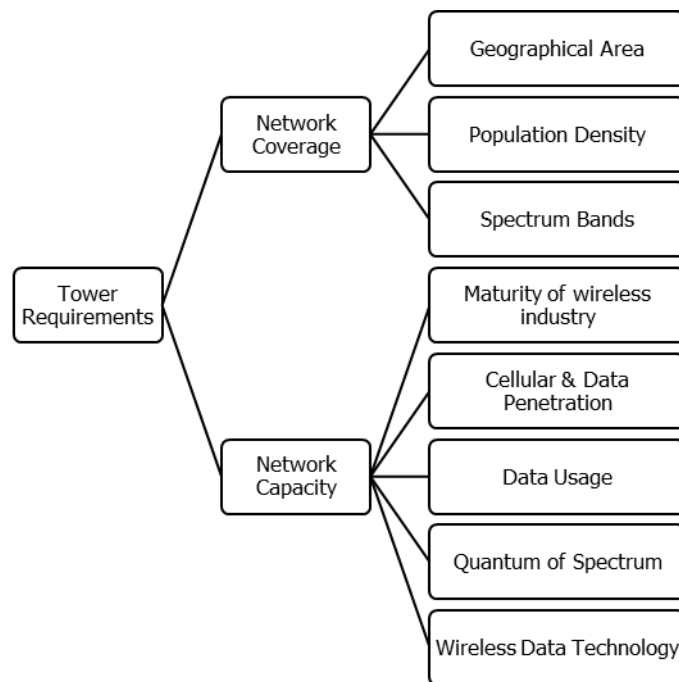 Tower
Requirements
Network
Coverage
Geographical Area
Population Density
Spectrum Bands
Network
Capacity
Maturity of wireless
industry
Cellular & Data
Penetration
Data Usage
Quantum of Spectrum
Wireless Data Technology